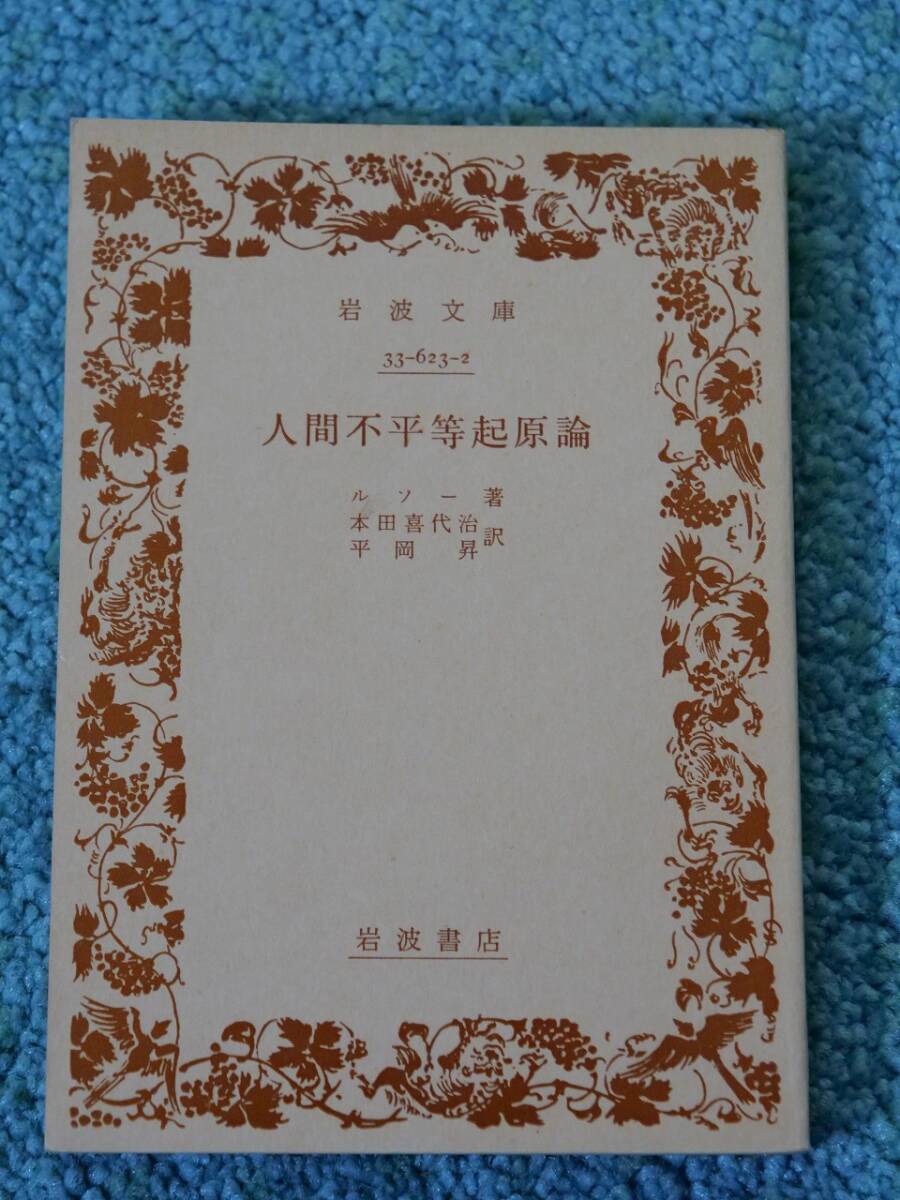 岩波文庫
33-623-2
人間不平等起原論
ルソー著
本田喜代治
平岡昇訳
岩波書店